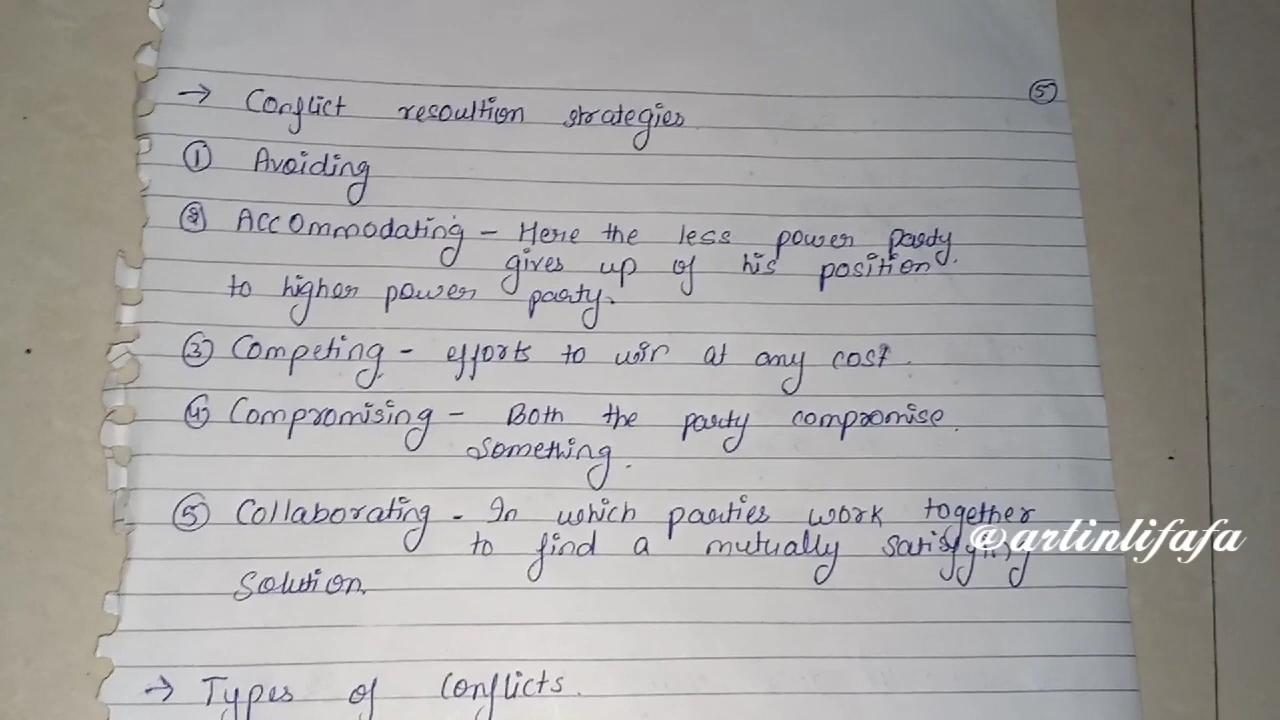 → Conflict resoultion strategies
⑤
① Avoiding
② Accommodating - Here the less power party
gives up of his position.
to higher power party.
③ Competing - efforts to win at any cost.
④ Compromising - Both the party compromise.
something.
⑤ Collaborating - In which parties work together
to find a mutually satisfying
solution.
@artinlifafa
→ Types of Conflicts.